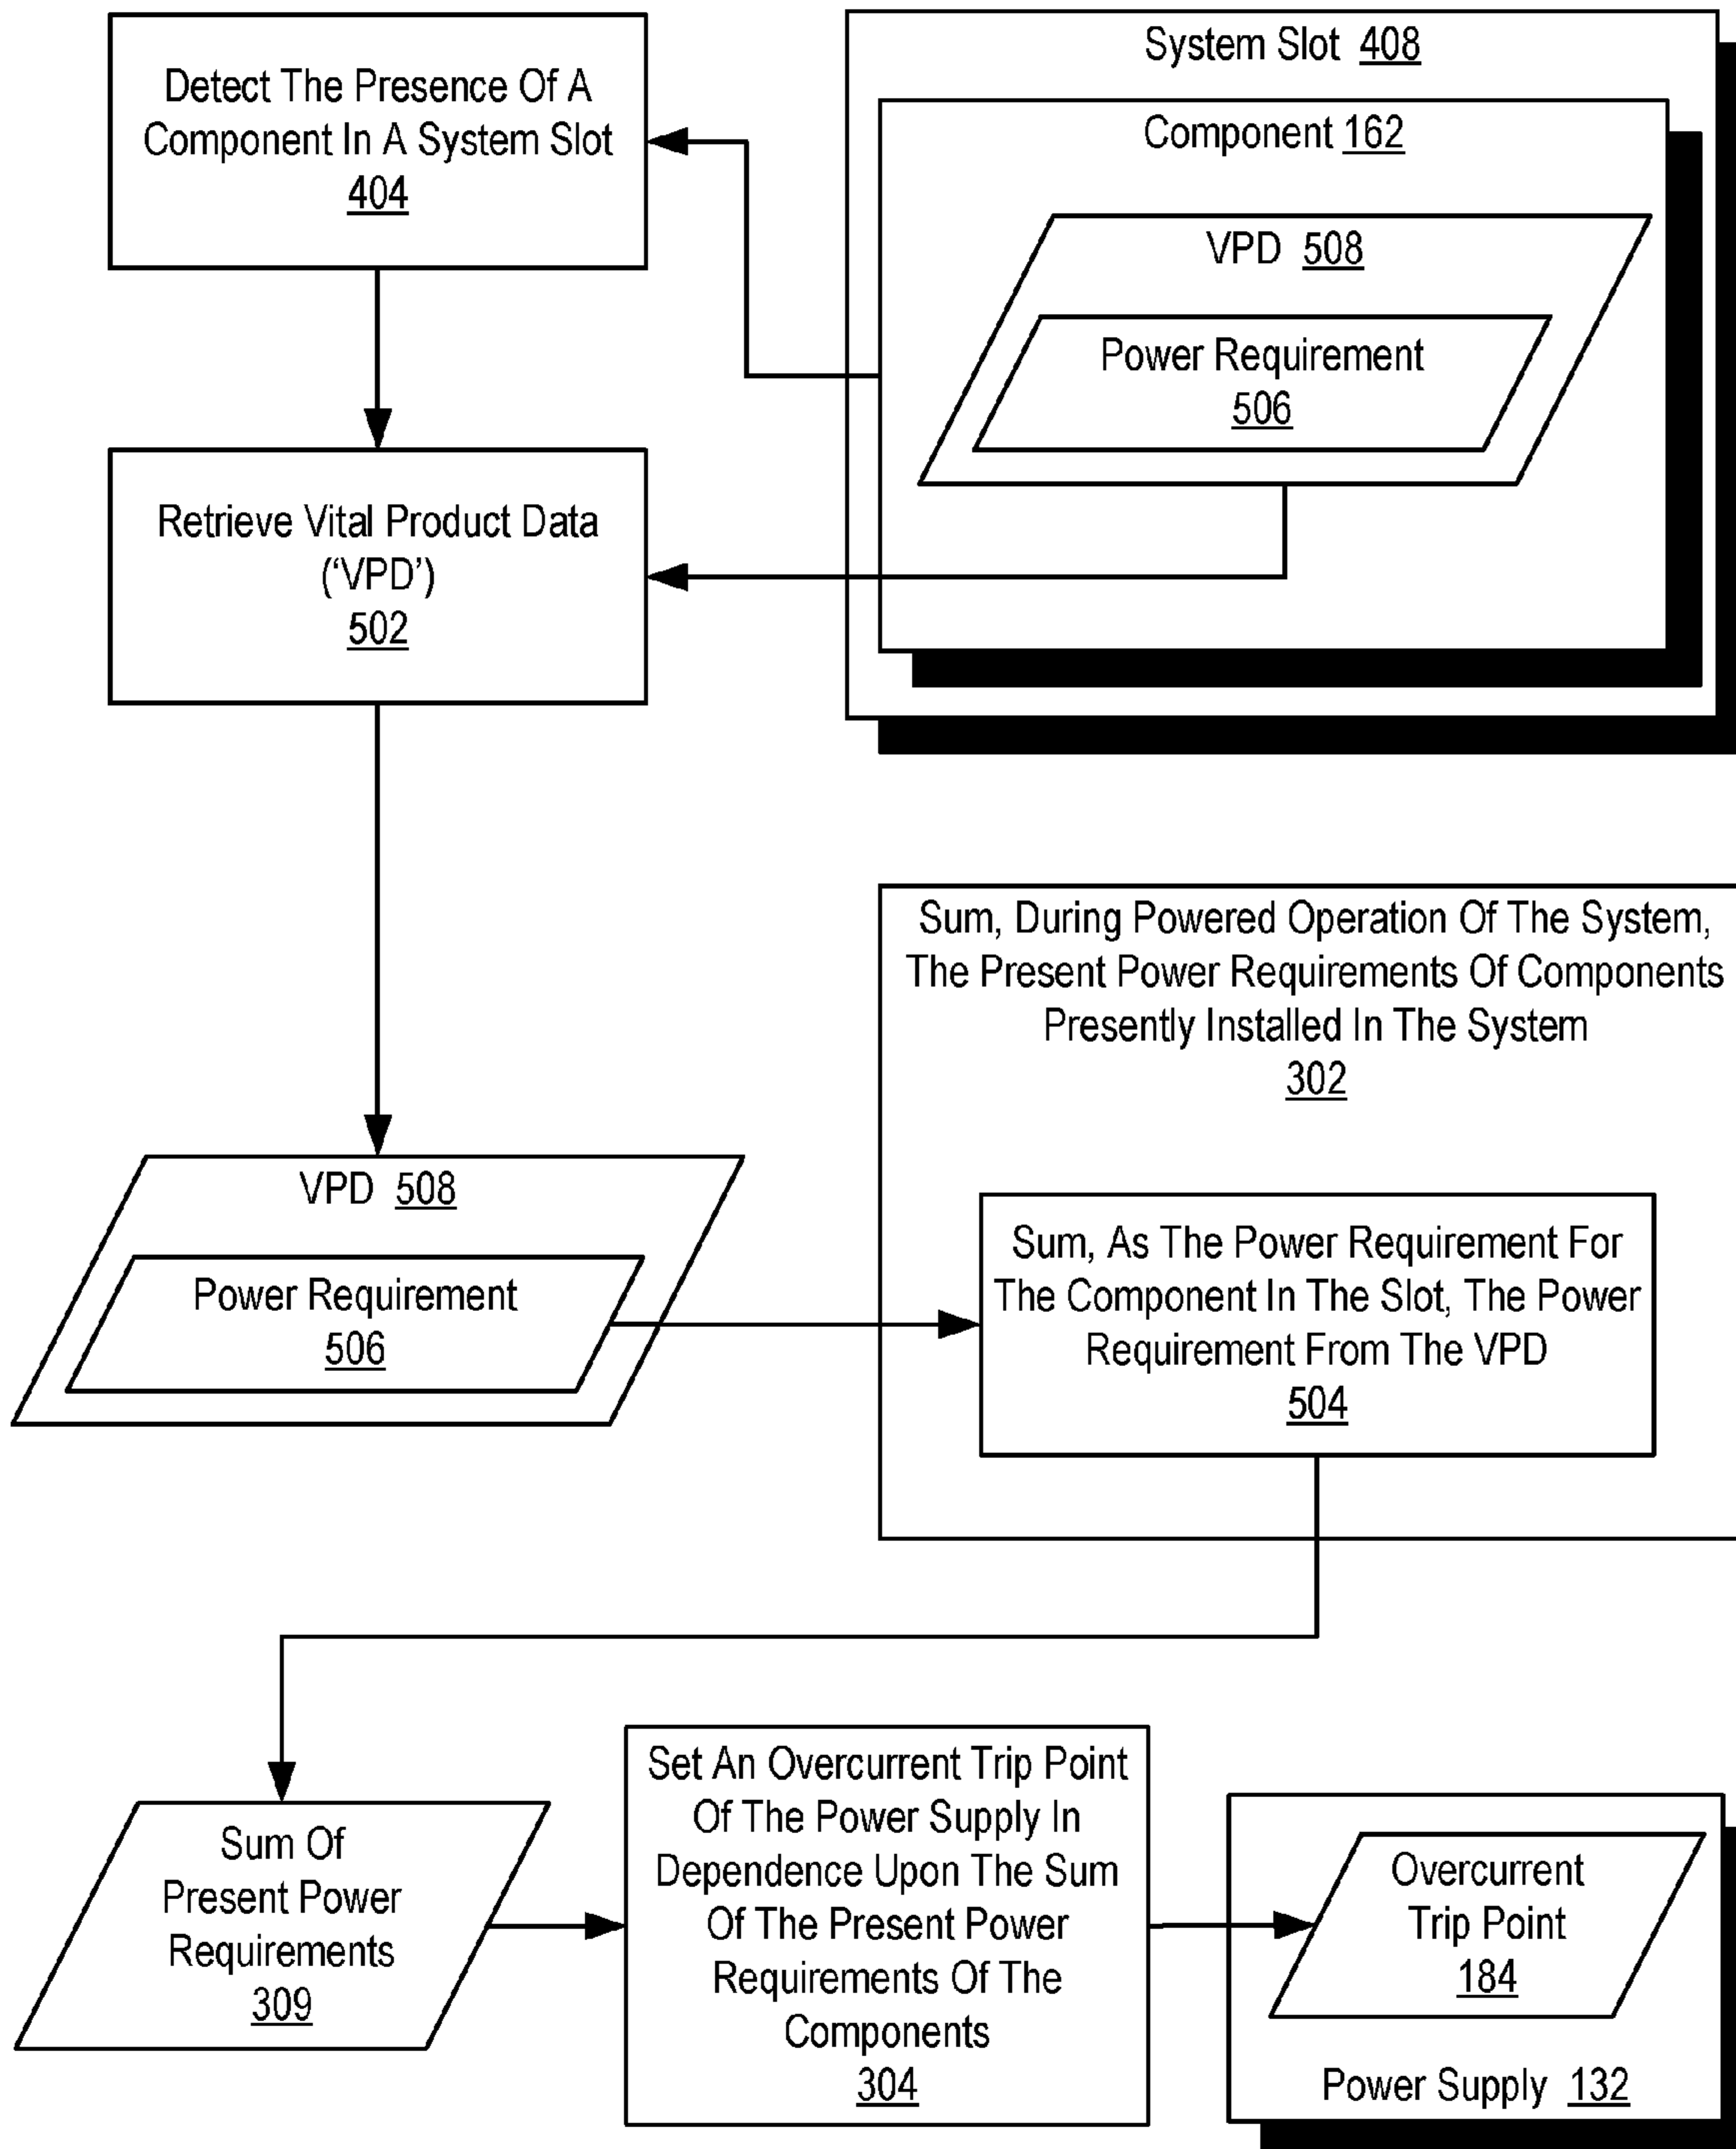 Detect The Presence Of A
Component In A System Slot
404
System Slot 408
Component 162
VPD 508
Power Requirement
506
Retrieve Vital Product Data
(‘VPD’)
502
Sum, During Powered Operation Of The System,
The Present Power Requirements Of Components
Presently Installed In The System
302
VPD 508
Power Requirement
506
Sum, As The Power Requirement For
The Component In The Slot, The Power
Requirement From The VPD
504
Sum Of
Present Power
Requirements
309
Set An Overcurrent Trip Point
Of The Power Supply In
Dependence Upon The Sum
Of The Present Power
Requirements Of The
Components
304
Overcurrent
Trip Point
184
Power Supply 132